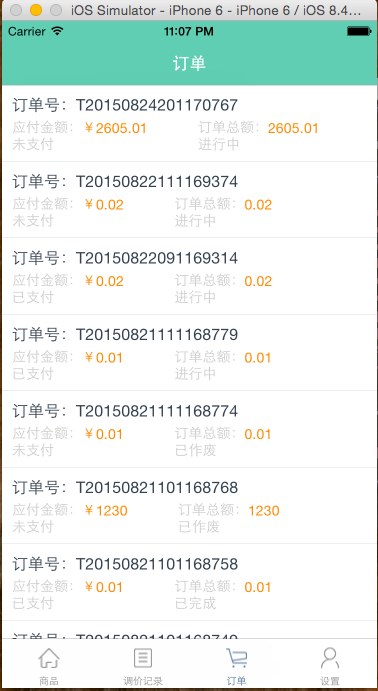 iOS Simulator - iPhone 6 - iPhone 6 / iOS 8.4...
Carrier 11:07 PM
订单
订单号：T20150824201170767
应付金额：￥2605.01 订单总额：2605.01
未支付 进行中
订单号：T20150822111169374
应付金额：￥0.02 订单总额：0.02
未支付 进行中
订单号：T20150822091169314
应付金额：￥0.02 订单总额：0.02
已支付 进行中
订单号：T20150821111168779
应付金额：￥0.01 订单总额：0.01
未支付 进行中
订单号：T20150821111168774
应付金额：￥0.01 订单总额：0.01
未支付 已作废
订单号：T20150821101168768
应付金额：￥1230 订单总额：1230
未支付 已作废
订单号：T20150821101168758
应付金额：￥0.01 订单总额：0.01
已支付 已完成
商品 调价记录 订单 设置